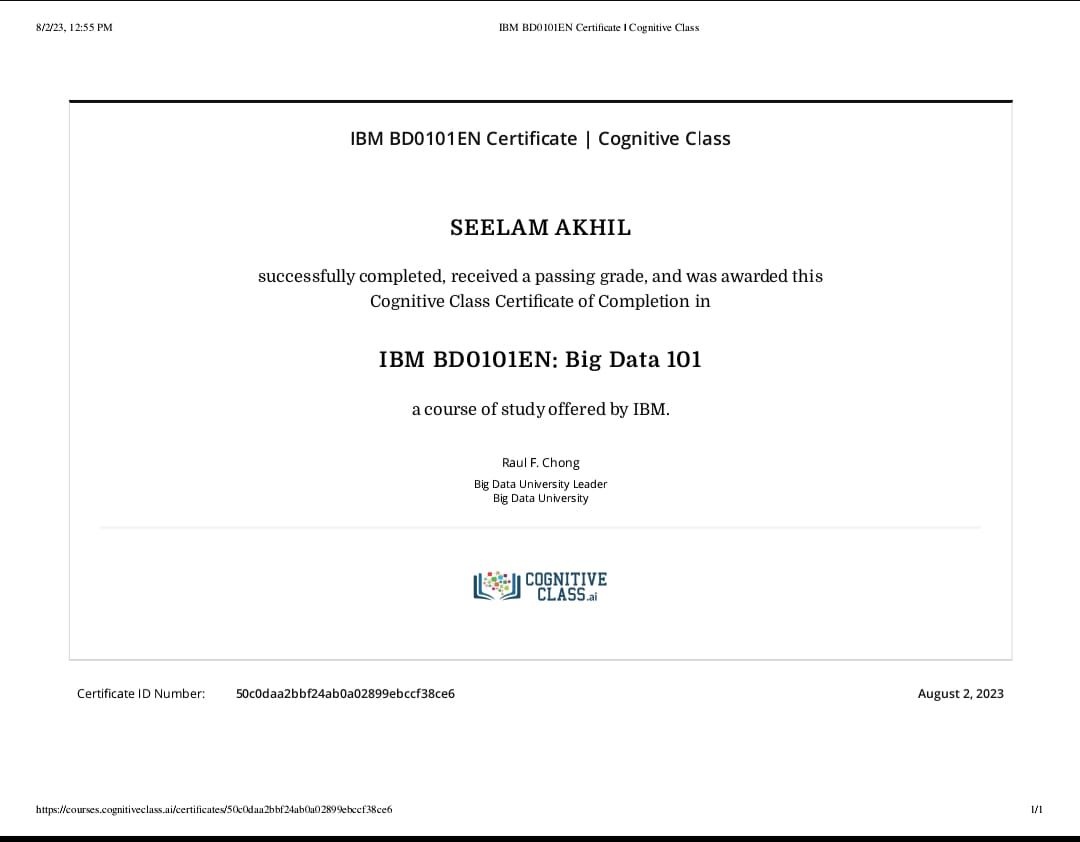 8/2/23, 12:55 PM
IBM BD0101EN Certificate | Cognitive Class
IBM BD0101EN Certificate | Cognitive Class
SEELAM AKHIL
successfully completed, received a passing grade, and was awarded this
Cognitive Class Certificate of Completion in
IBM BD0101EN: Big Data 101
a course of study offered by IBM.
Raul F. Chong
Big Data University Leader
Big Data University
COGNITIVE
CLASS.ai
Certificate ID Number: 50c0daa2bbf24ab0a02899ebccf38ce6
August 2, 2023
https://courses.cognitiveclass.ai/certificates/50c0daa2bbf24ab0a02899ebccf38ce6
1/1